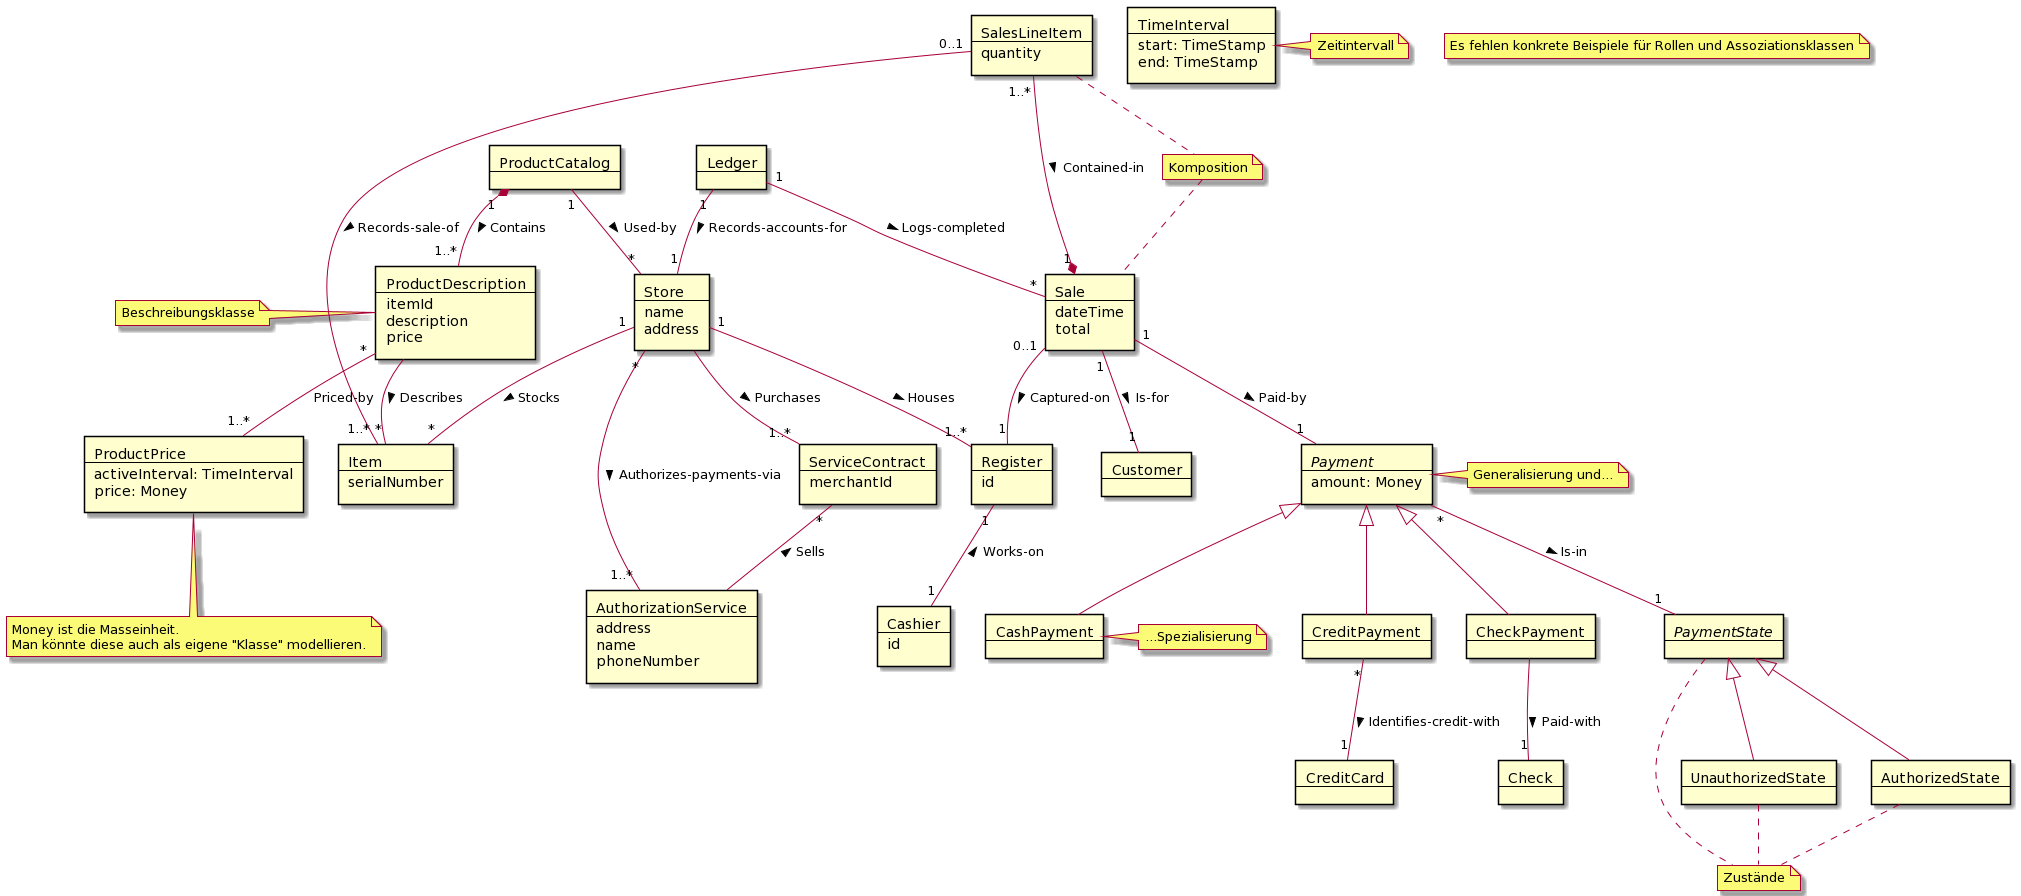 SalesLineItem
quantity
TimeInterval
start: TimeStamp
end: TimeStamp
Zeitintervall
Es fehlen konkrete Beispiele für Rollen und Assoziationsklassen
0..1
1..*
ProductCatalog
Ledger
Contained-in
Komposition
1
1
1
1
Records-sale-of
Contains
Used-by
Records-accounts-for
Logs-completed
1..*
*
1
1
*
ProductDescription
itemId
description
price
Beschreibungsklasse
Store
name
address
Sale
dateTime
total
*
1
*
1
0..1
1
1
Priced-by
Describes
Stocks
Purchases
Houses
Captured-on
Is-for
Paid-by
1..*
1..*
*
*
1..*
1..*
1
1
1
ProductPrice
activeInterval: TimeInterval
price: Money
Item
serialNumber
Authorizes-payments-via
ServiceContract
merchantId
Register
id
Customer
Payment
amount: Money
Generalisierung und...
*
1
*
Sells
Works-on
Is-in
1..*
1
1
Money ist die Masseinheit.
Man könnte diese auch als eigene "Klasse" modellieren.
AuthorizationService
address
name
phoneNumber
Cashier
id
CashPayment
...Spezialisierung
CreditPayment
CheckPayment
PaymentState
*
Identifies-credit-with
Paid-with
1
1
CreditCard
Check
UnauthorizedState
AuthorizedState
Zustände